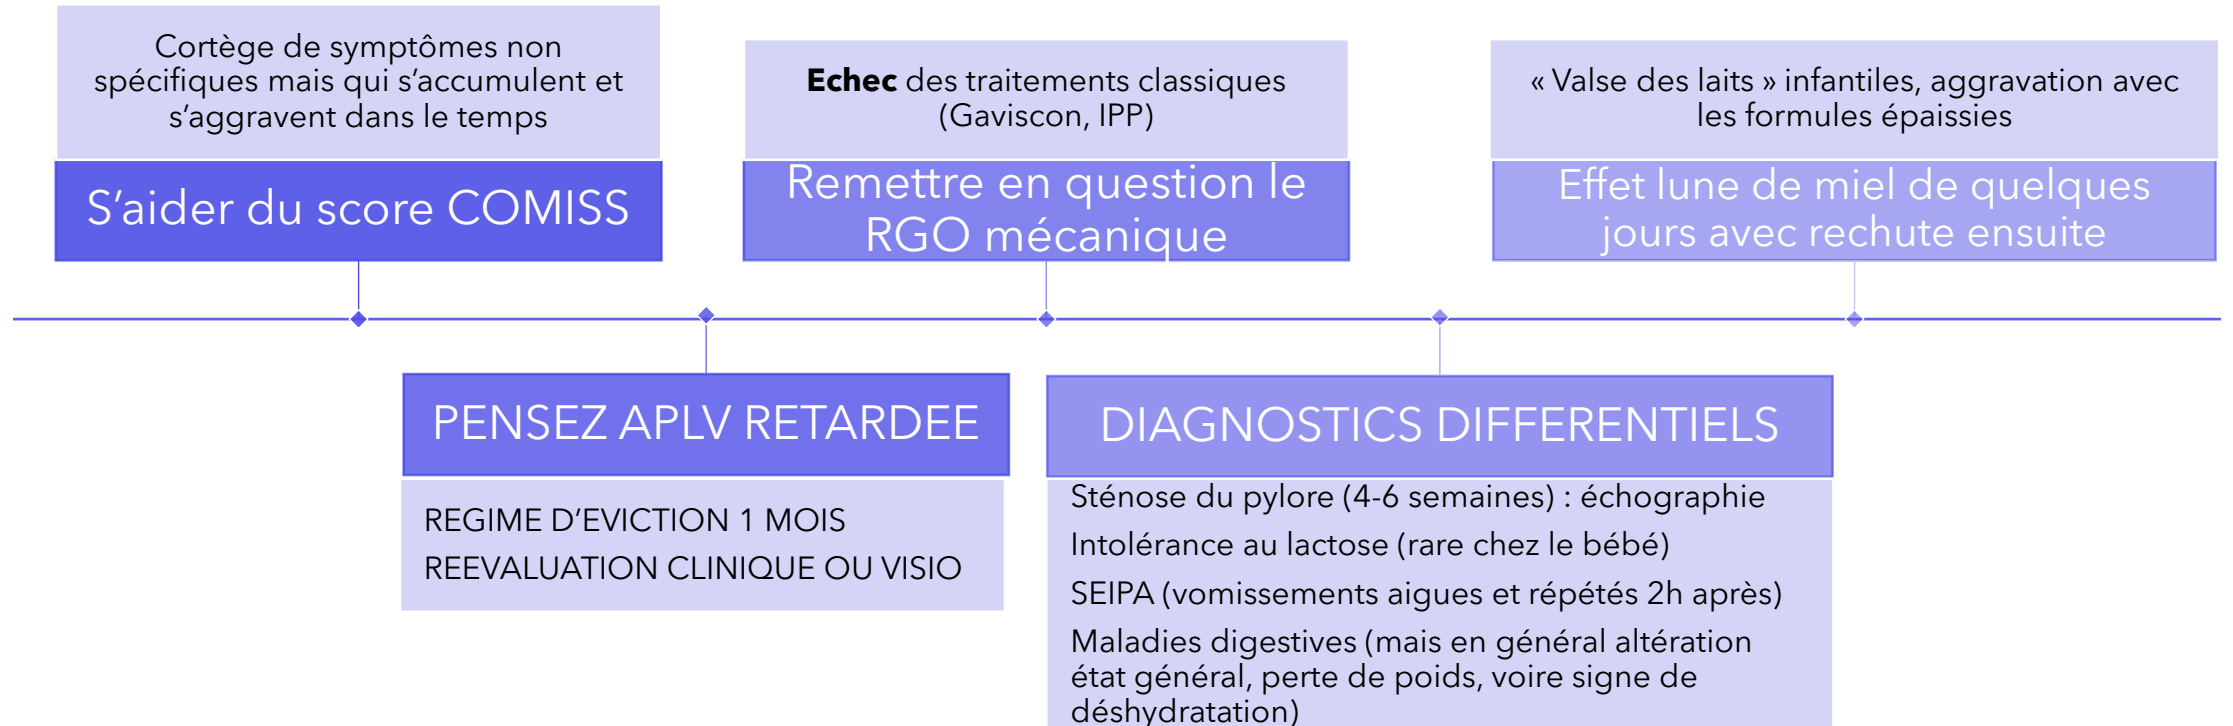 Cortège de symptômes non
spécifiques mais qui s’accumulent et
s’aggravent dans le temps
S’aider du score COMISS
Echec des traitements classiques
(Gaviscon, IPP)
Remettre en question le
RGO mécanique
« Valse des laits » infantiles, aggravation avec
les formules épaissies
Effet lune de miel de quelques
jours avec rechute ensuite
PENSEZ APLV RETARDEE
REGIME D’EVICTION 1 MOIS
REEVALUATION CLINIQUE OU VISIO
DIAGNOSTICS DIFFERENTIELS
Sténose du pylore (4-6 semaines) : échographie
Intolérance au lactose (rare chez le bébé)
SEIPA (vomissements aigues et répétés 2h après)
Maladies digestives (mais en général altération
état général, perte de poids, voire signe de
déshydratation)